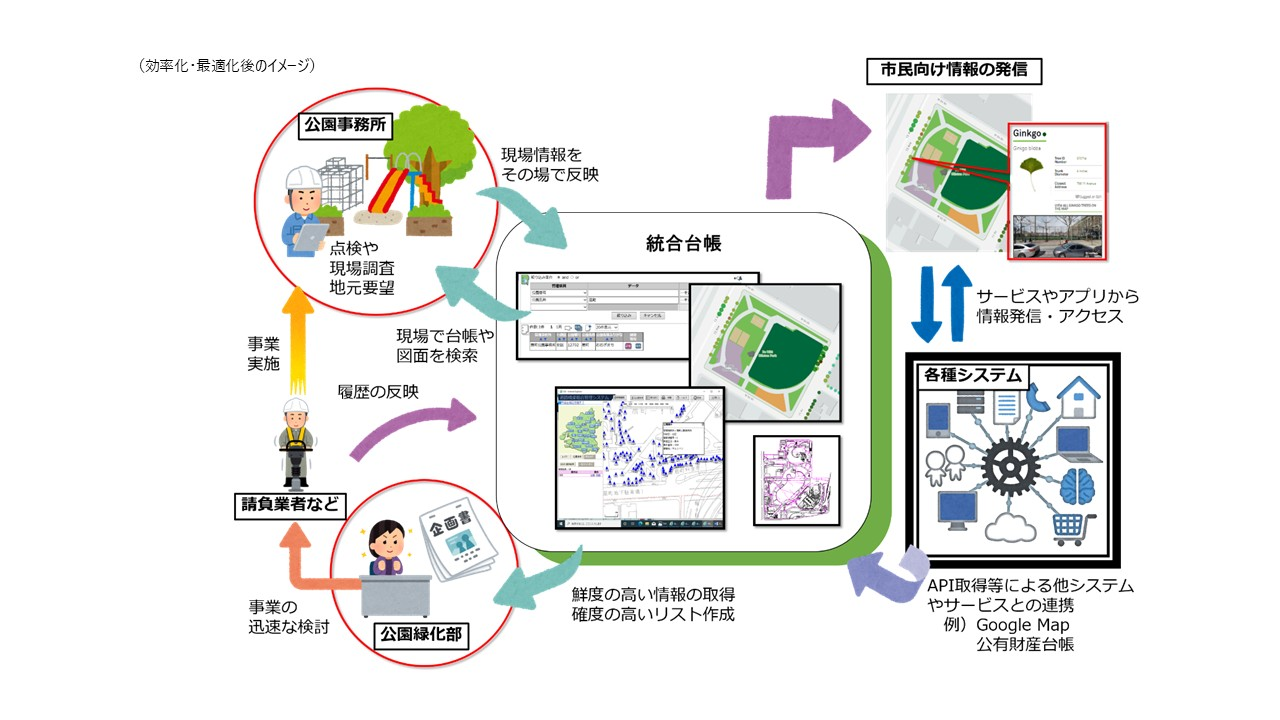 （効率化・最適化後のイメージ）
市民向け情報の発信
公園事務所
現場情報を
その場で反映
点検や
現場調査
地元要望
統合台帳
Ginkgo
現場で台帳や
図面を検索
サービスやアプリから
情報発信・アクセス
事業
実施
履歴の反映
各種システム
請負業者など
企画書
鮮度の高い情報の取得
確度の高いリスト作成
API取得等による他システム
やサービスとの連携
例）Google Map
公有財産台帳
事業の
迅速な検討
公園緑化部